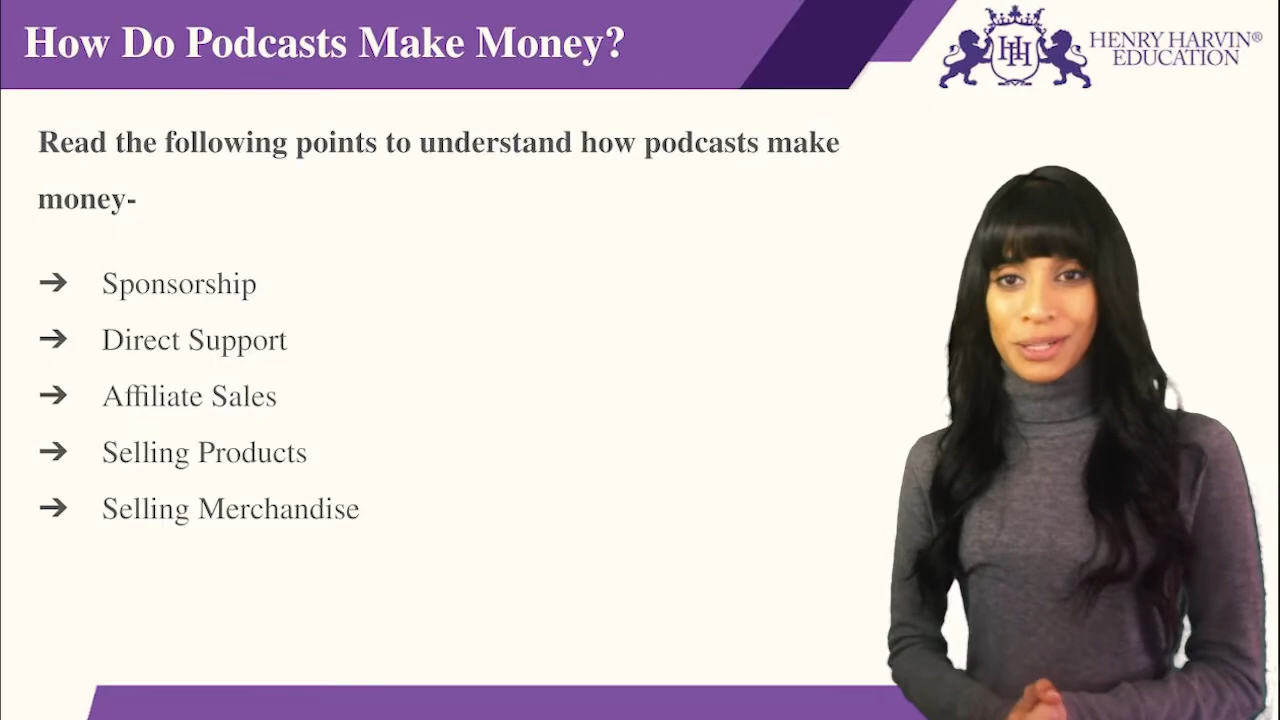 How Do Podcasts Make Money?
HENRY HARVIN®
EDUCATION
Read the following points to understand how podcasts make
money-
➔ Sponsorship
➔ Direct Support
➔ Affiliate Sales
➔ Selling Products
➔ Selling Merchandise